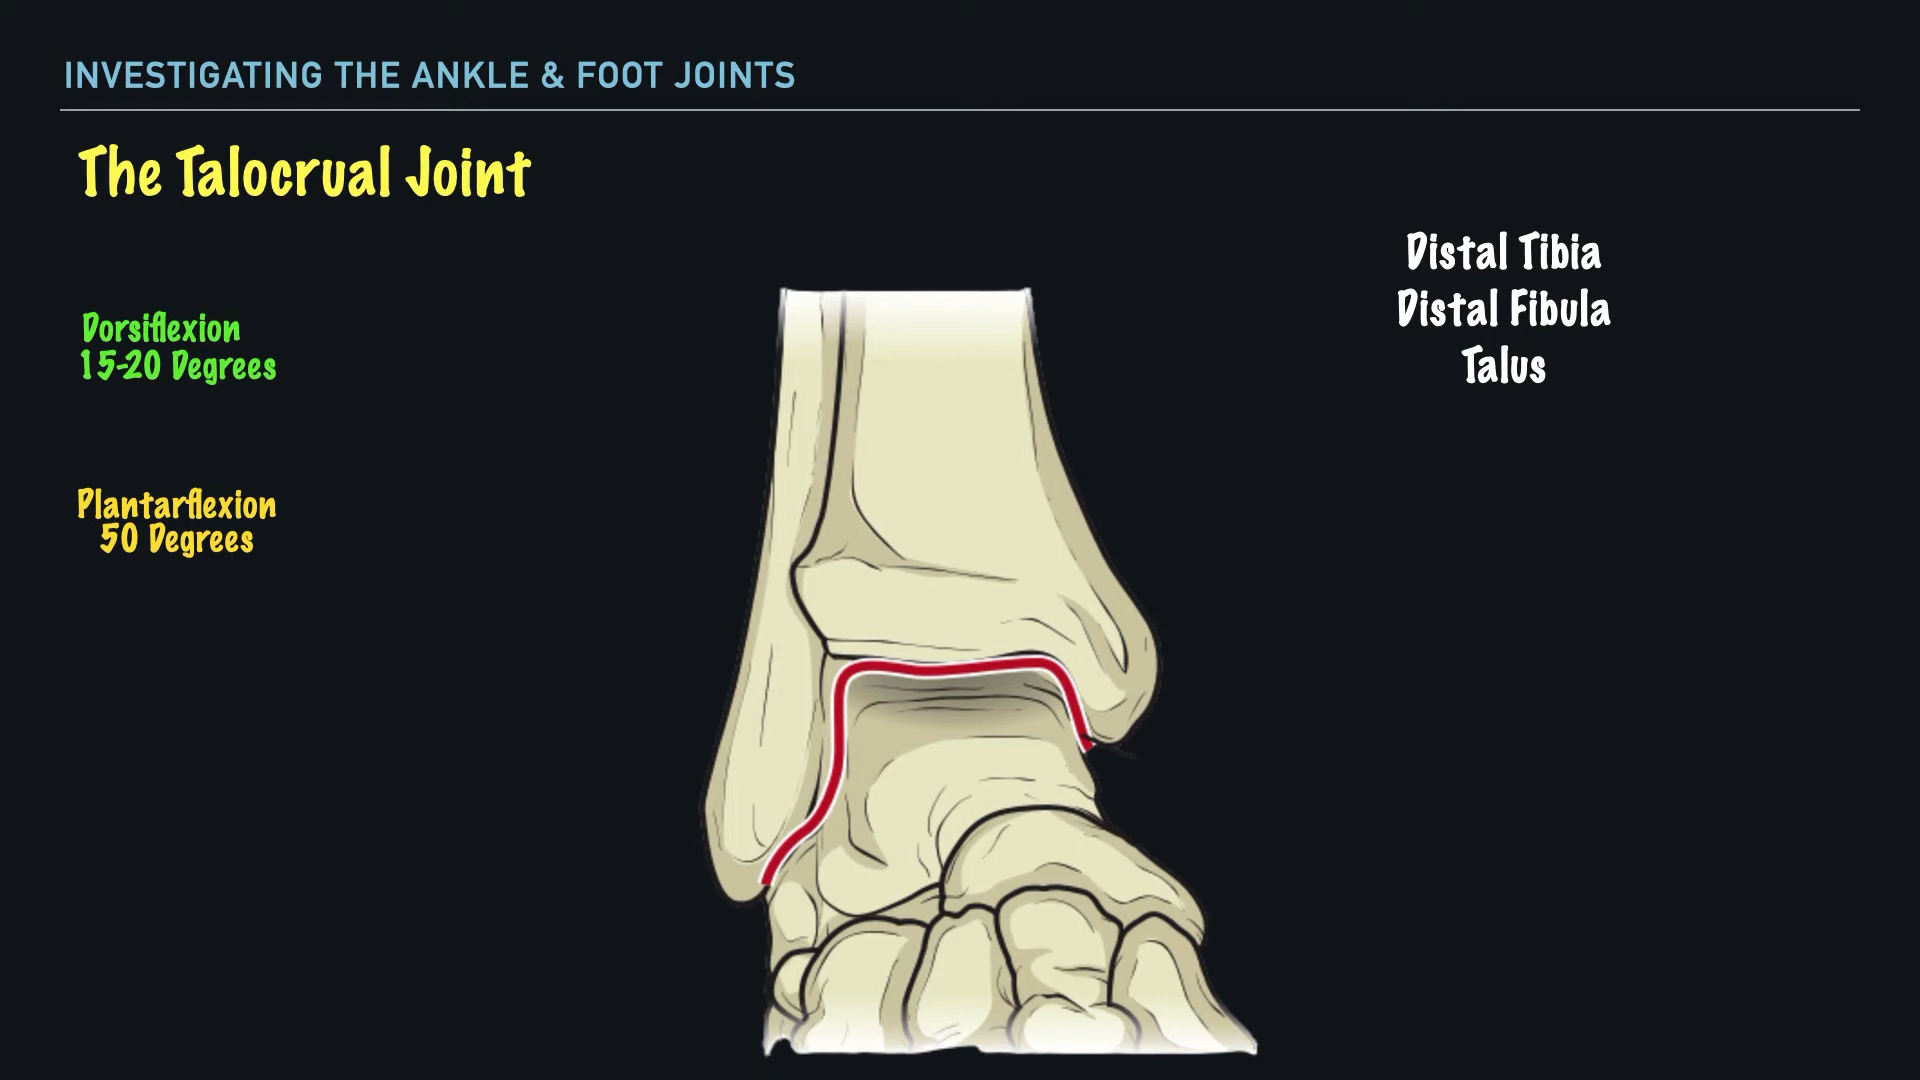 INVESTIGATING THE ANKLE & FOOT JOINTS
The Talocrual Joint
Distal Tibia
Distal Fibula
Talus
Dorsiflexion
15-20 Degrees
Plantarflexion
50 Degrees